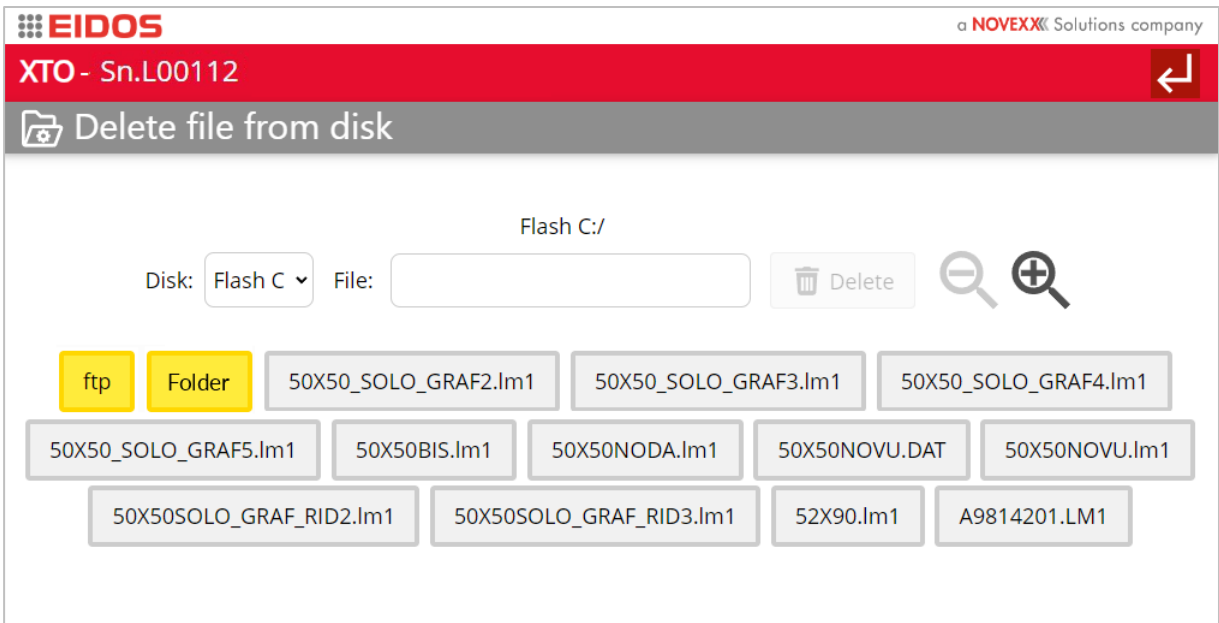 EIDOS a NOVEXX Solutions company
XTO - Sn.L00112
Delete file from disk
Flash C:/
Disk: Flash C File: Delete
ftp Folder 50X50_SOLO_GRAF2.lm1 50X50_SOLO_GRAF3.lm1 50X50_SOLO_GRAF4.lm1
50X50_SOLO_GRAF5.lm1 50X50BIS.lm1 50X50NODA.lm1 50X50NOVU.DAT 50X50NOVU.lm1
50X50SOLO_GRAF_RID2.lm1 50X50SOLO_GRAF_RID3.lm1 52X90.lm1 A9814201.LM1